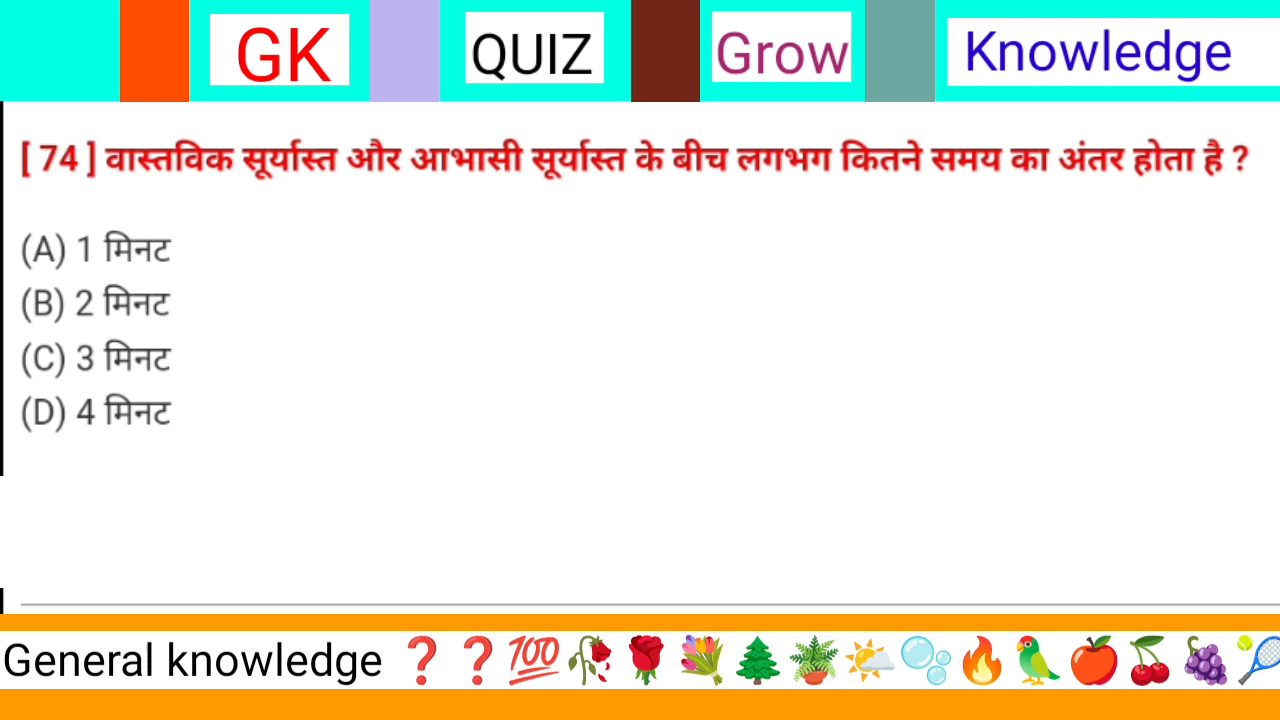 GK QUIZ Grow Knowledge
[ 74 ] वास्तविक सूर्यास्त और आभासी सूर्यास्त के बीच लगभग कितने समय का अंतर होता है ?
(A) 1 मिनट
(B) 2 मिनट
(C) 3 मिनट
(D) 4 मिनट
General knowledge ❓❓💯🥀🌹💐🌲🪴🌤️🫧🔥🦜🍎🍒🍇🎾